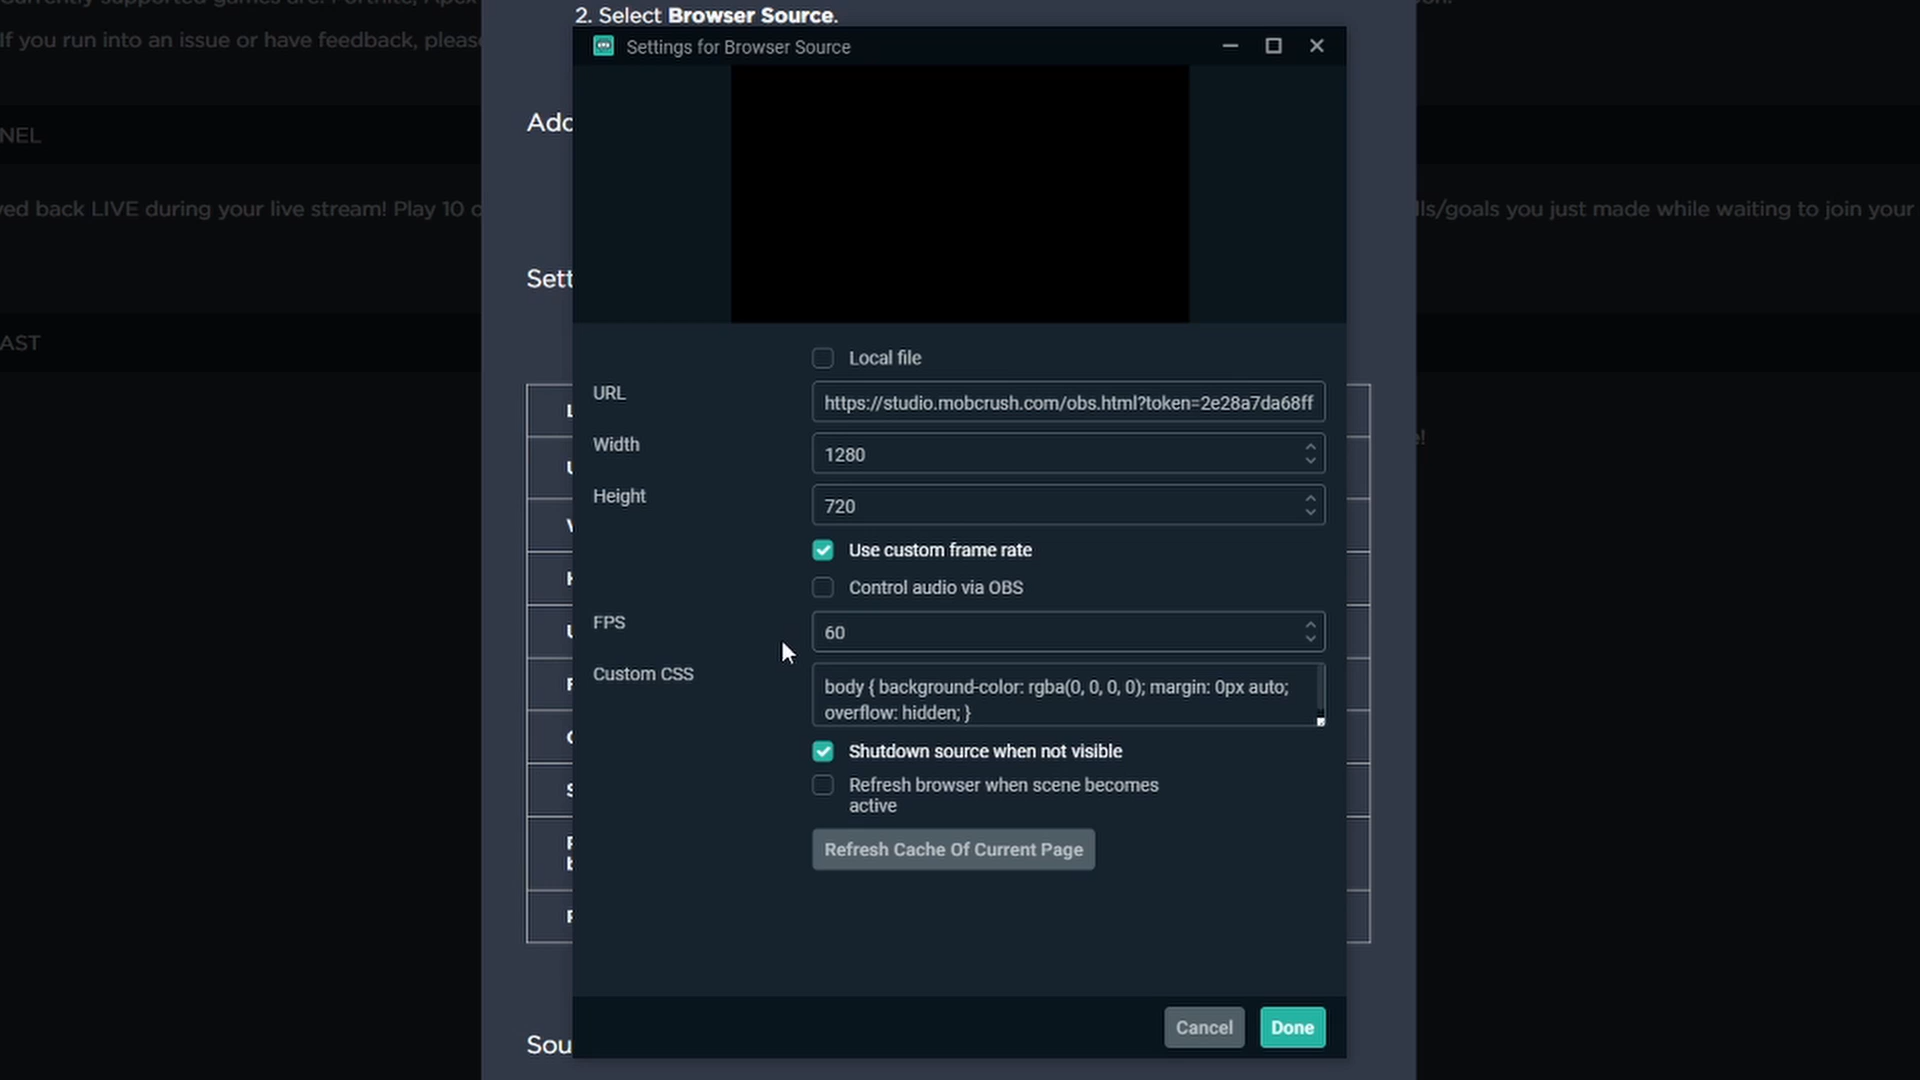 2. Select Browser Source.
If you run into an issue or have feedback, please
Settings for Browser Source
Add
NEL
ved back LIVE during your live stream! Play 10 o
lls/goals you just made while waiting to join your
Sett
AST
Local file
URL
https://studio.mobcrush.com/obs.html?token=2e28a7da68ff
Width
1280
e!
Height
720
Use custom frame rate
Control audio via OBS
FPS
60
Custom CSS
body { background-color: rgba(0, 0, 0, 0); margin: 0px auto;
overflow: hidden; }
Shutdown source when not visible
Refresh browser when scene becomes
active
Refresh Cache Of Current Page
Cancel
Done
Sou